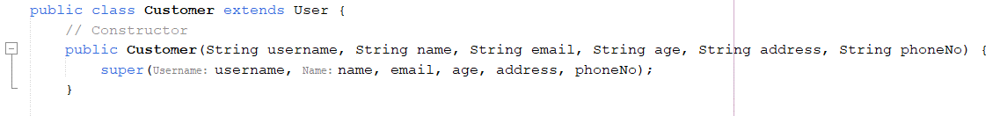 public class Customer extends User {
// Constructor
public Customer(String username, String name, String email, String age, String address, String phoneNo) {
super(Username: username, Name: name, email, age, address, phoneNo);
}